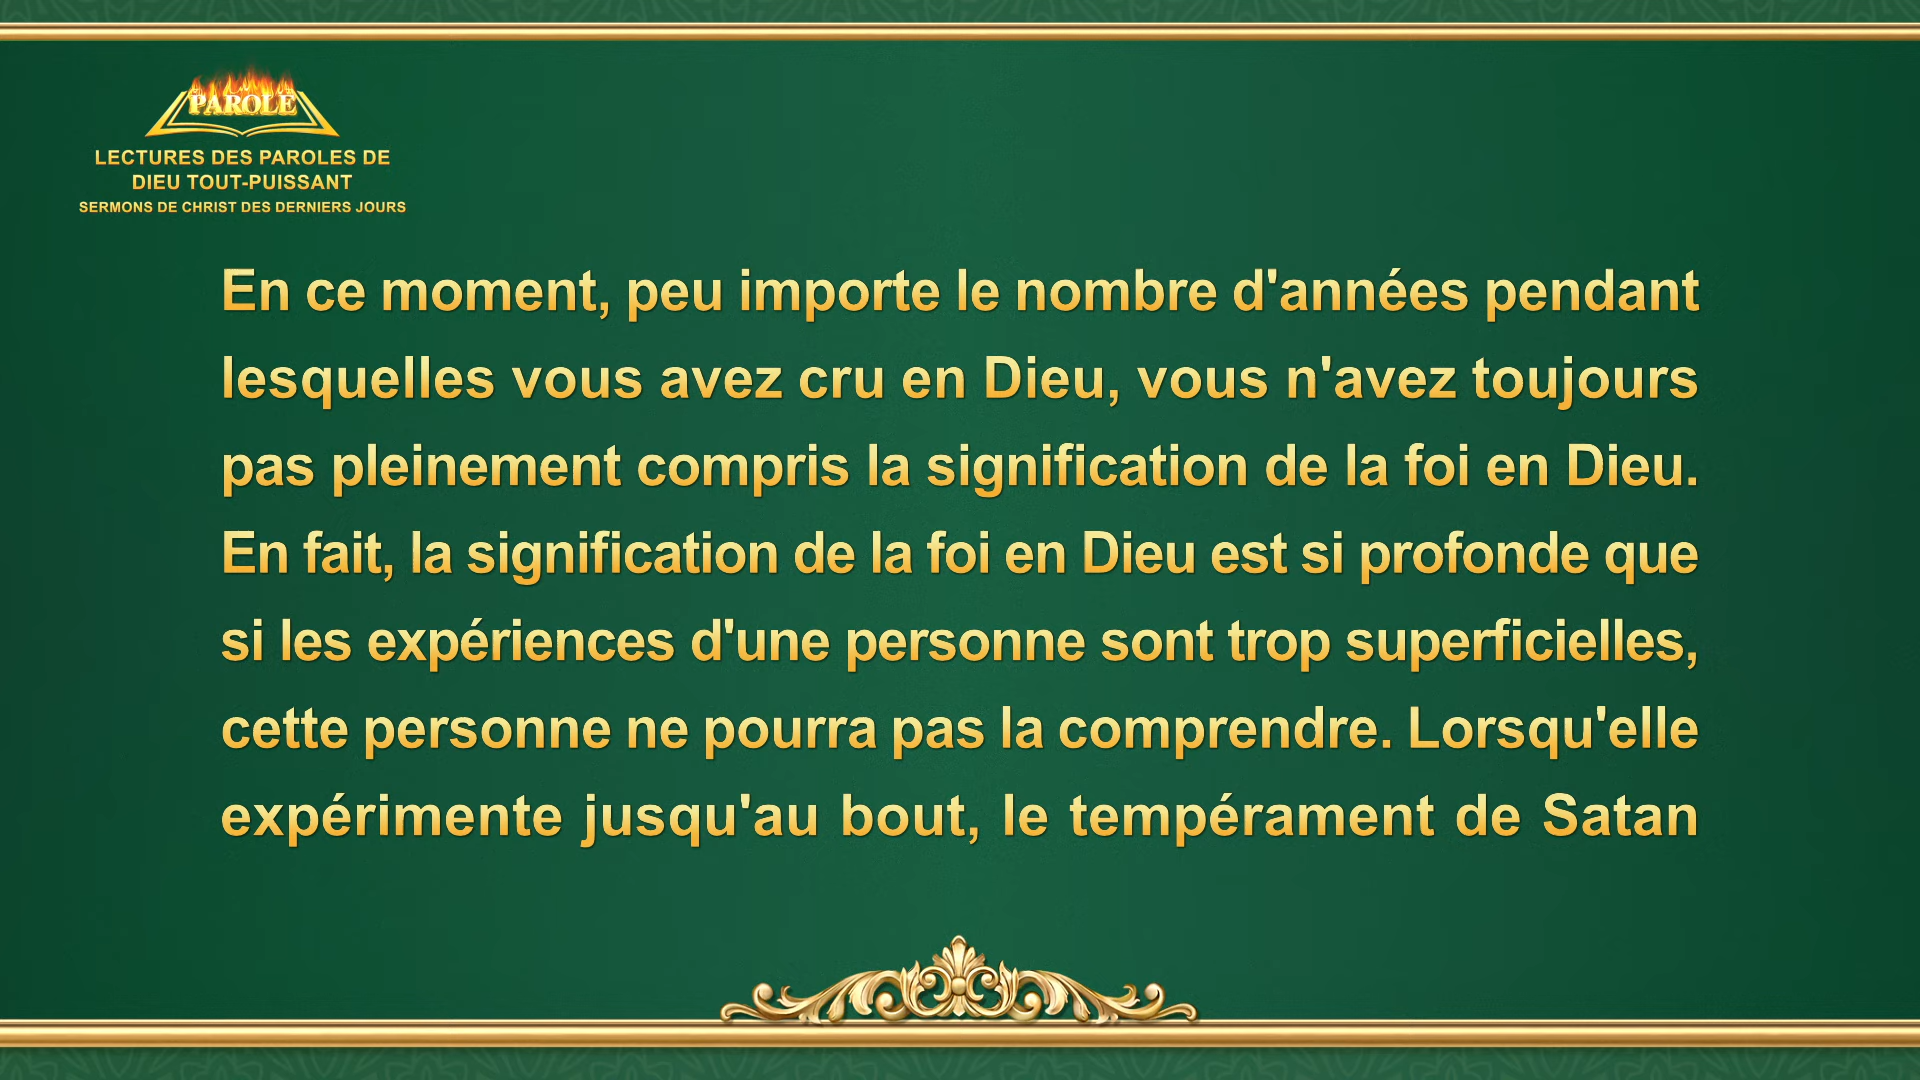 PAROLE
LECTURES DES PAROLES DE
DIEU TOUT-PUISSANT
SERMONS DE CHRIST DES DERNIERS JOURS
En ce moment, peu importe le nombre d'années pendant
lesquelles vous avez cru en Dieu, vous n'avez toujours
pas pleinement compris la signification de la foi en Dieu.
En fait, la signification de la foi en Dieu est si profonde que
si les expériences d'une personne sont trop superficielles,
cette personne ne pourra pas la comprendre. Lorsqu'elle
expérimente jusqu'au bout, le tempérament de Satan